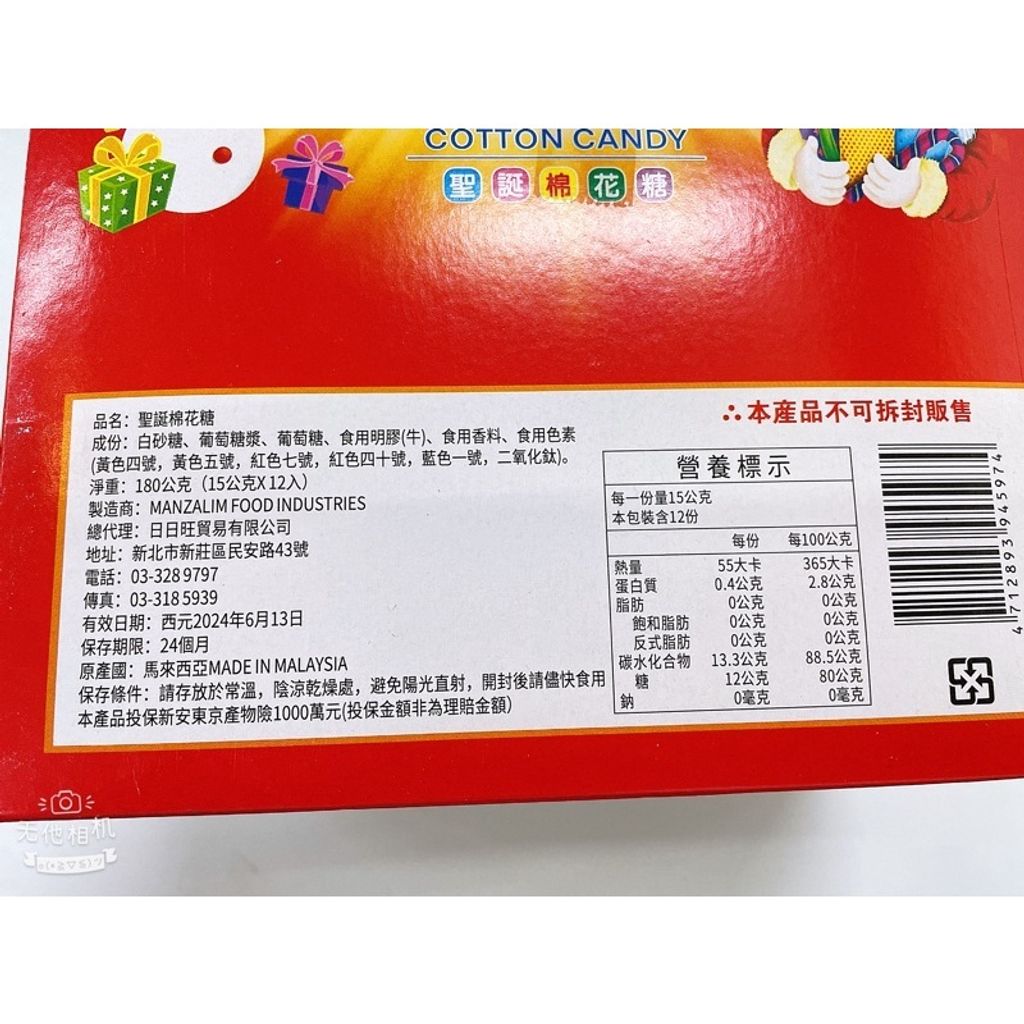 COTTON CANDY
聖誕棉花糖
∴本產品不可拆封販售
品名：聖誕棉花糖
成份：白砂糖、葡萄糖漿、葡萄糖、食用明膠(牛)、食用香料、食用色素
(黃色四號，黃色五號，紅色七號，紅色四十號，藍色一號，二氧化鈦)。
淨重：180公克（15公克X 12入）
製造商：MANZALIM FOOD INDUSTRIES
總代理：日日旺貿易有限公司
地址：新北市新莊區民安路43號
電話：03-328 9797
傳真：03-318 5939
有效日期：西元2024年6月13日
保存期限：24個月
原產國：馬來西亞MADE IN MALAYSIA
保存條件：請存放於常溫，陰涼乾燥處，避免陽光直射，開封後請儘快食用
本產品投保新安東京產物險1000萬元(投保金額非為理賠金額)
營養標示
每一份量15公克
本包裝含12份
每份 每100公克
熱量 55大卡 365大卡
蛋白質 0.4公克 2.8公克
脂肪 0公克 0公克
飽和脂肪 0公克 0公克
反式脂肪 0公克 0公克
碳水化合物 13.3公克 88.5公克
糖 12公克 80公克
鈉 0毫克 0毫克
4 712893 945974
无他相机